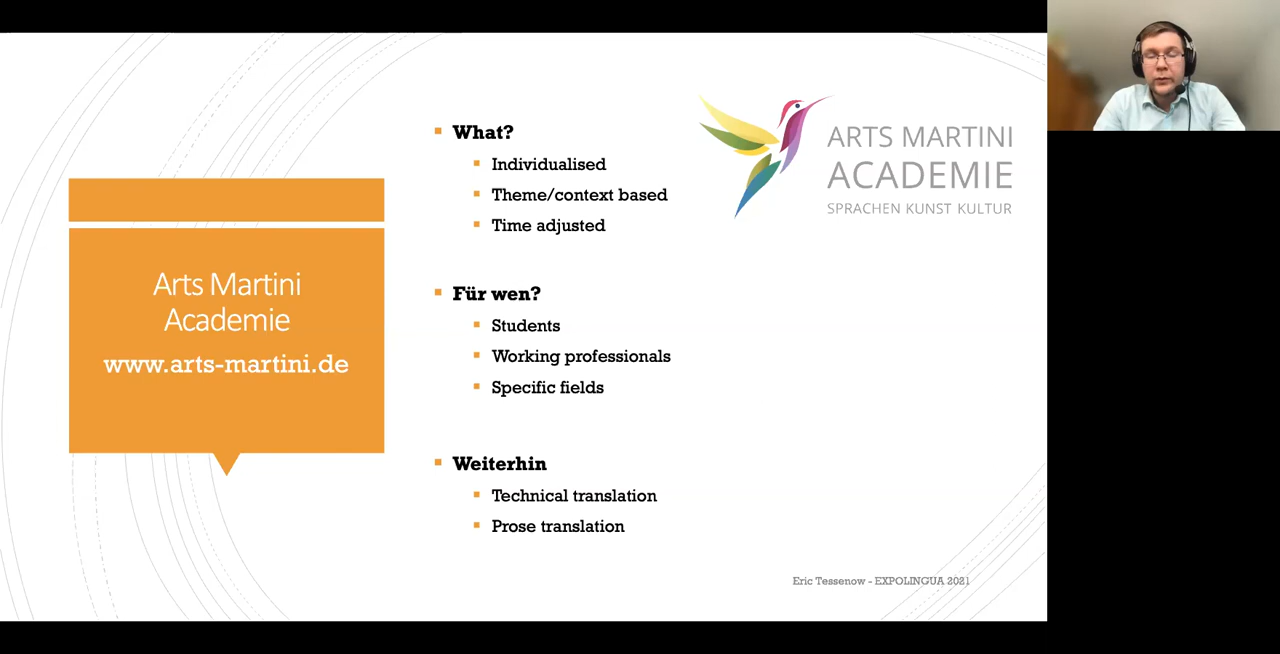 Arts Martini
Academie
www.arts-martini.de
What?
Individualised
Theme/context based
Time adjusted
Für wen?
Students
Working professionals
Specific fields
Weiterhin
Technical translation
Prose translation
ARTS MARTINI
ACADEMIE
SPRACHEN KUNST KULTUR
Eric Tessenow - EXPOLINGUA 2021